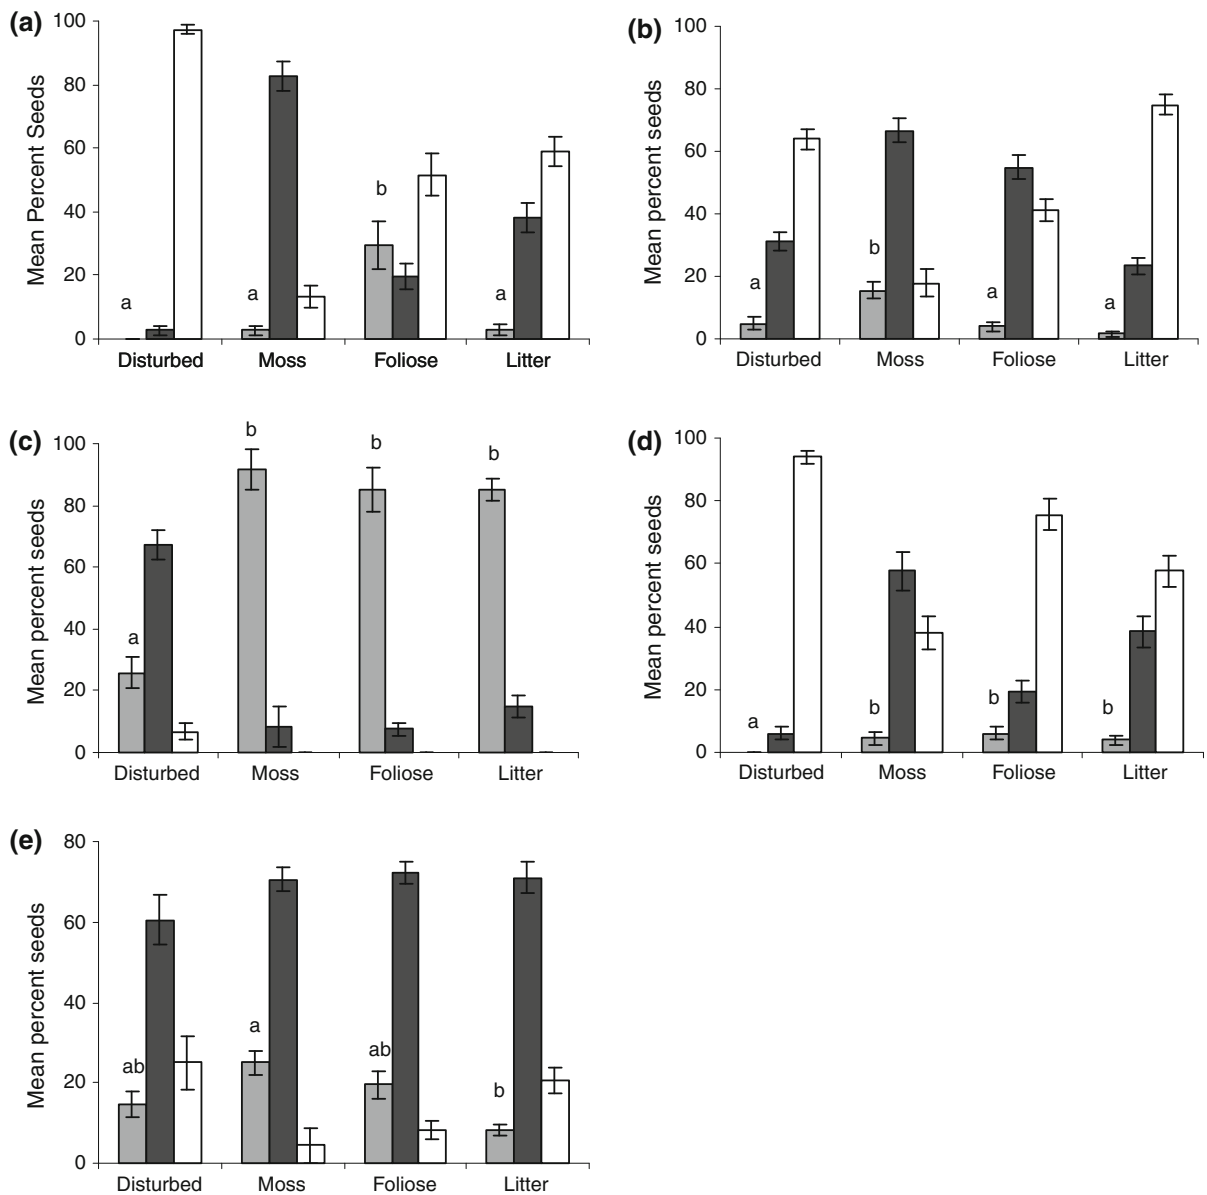 (a)
Mean Percent Seeds
100
80
60
40
20
0
a
a
b
a
Disturbed Moss Foliose Litter
(b)
Mean percent seeds
100
80
60
40
20
0
a
b
a
a
Disturbed Moss Foliose Litter
(c)
Mean percent seeds
100
80
60
40
20
0
a
b
b
b
Disturbed Moss Foliose Litter
(d)
Mean percent seeds
100
80
60
40
20
0
a
b
b
b
Disturbed Moss Foliose Litter
(e)
Mean percent seeds
80
60
40
20
0
ab
a
ab
b
Disturbed Moss Foliose Litter